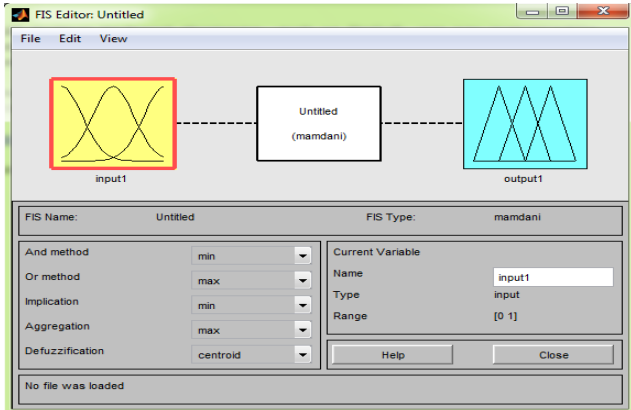 FIS Editor: Untitled
File Edit View
Untitled
(mamdani)
input1
output1
FIS Name: Untitled FIS Type: mamdani
And method min
Or method max
Implication min
Aggregation max
Defuzzification centroid
Current Variable
Name input1
Type input
Range [0 1]
Help Close
No file was loaded